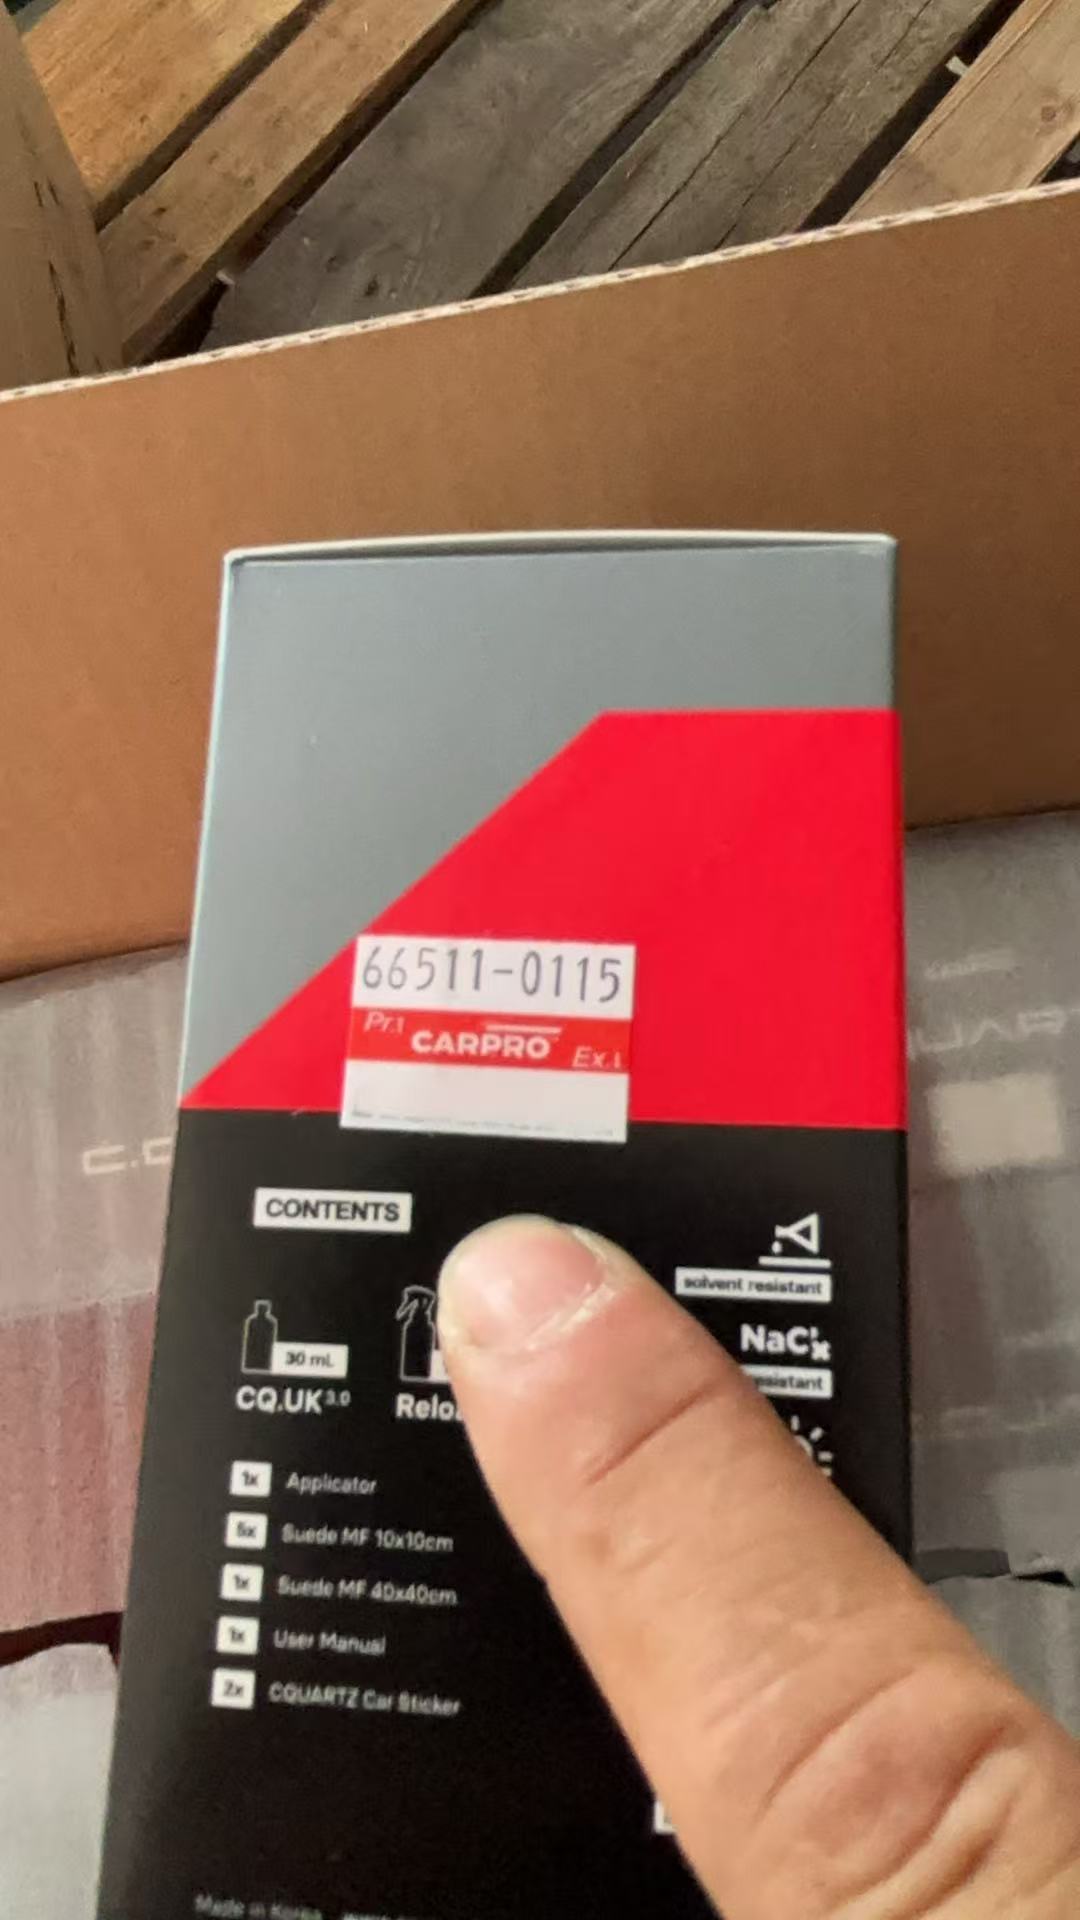 66511-0115
Pr.1
CARPRO
Ex.1
CONTENTS
solvent resistant
30 mL
NaCl
CQ.UK 3.0
Reloa
resistant
1x Applicator
5x Suede MF 10x10cm
1x Suede MF 40x40cm
1x User Manual
2x CQUARTZ Car Sticker
Made in Korea